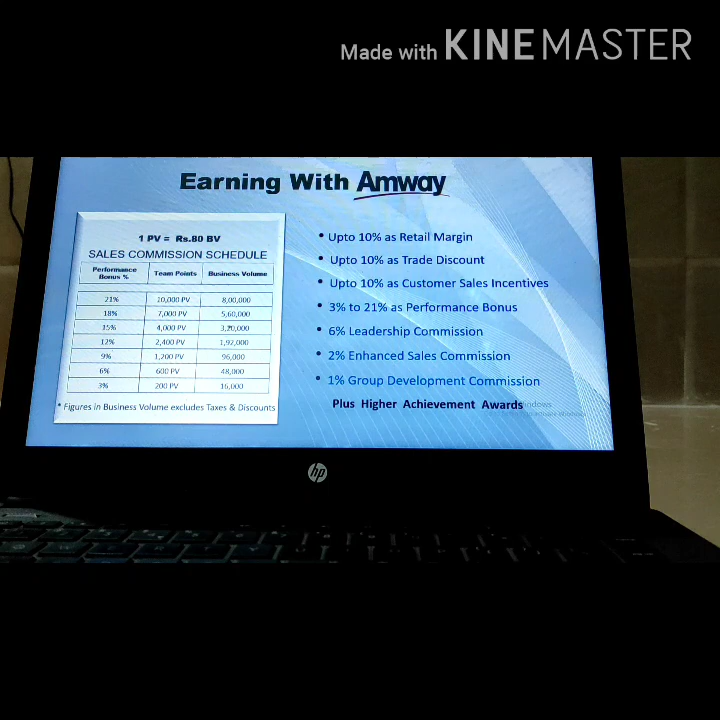 Made with KINEMASTER
Earning With Amway
1 PV = Rs.80 BV
SALES COMMISSION SCHEDULE
Performance Bonus % Team Points Business Volume
21% 10,000 PV 8,00,000
18% 7,000 PV 5,60,000
15% 4,000 PV 3,20,000
12% 2,400 PV 1,92,000
9% 1,200 PV 96,000
6% 600 PV 48,000
3% 200 PV 16,000
* Figures in Business Volume excludes Taxes & Discounts
• Upto 10% as Retail Margin
• Upto 10% as Trade Discount
• Upto 10% as Customer Sales Incentives
• 3% to 21% as Performance Bonus
• 6% Leadership Commission
• 2% Enhanced Sales Commission
• 1% Group Development Commission
Plus Higher Achievement Awards
hp